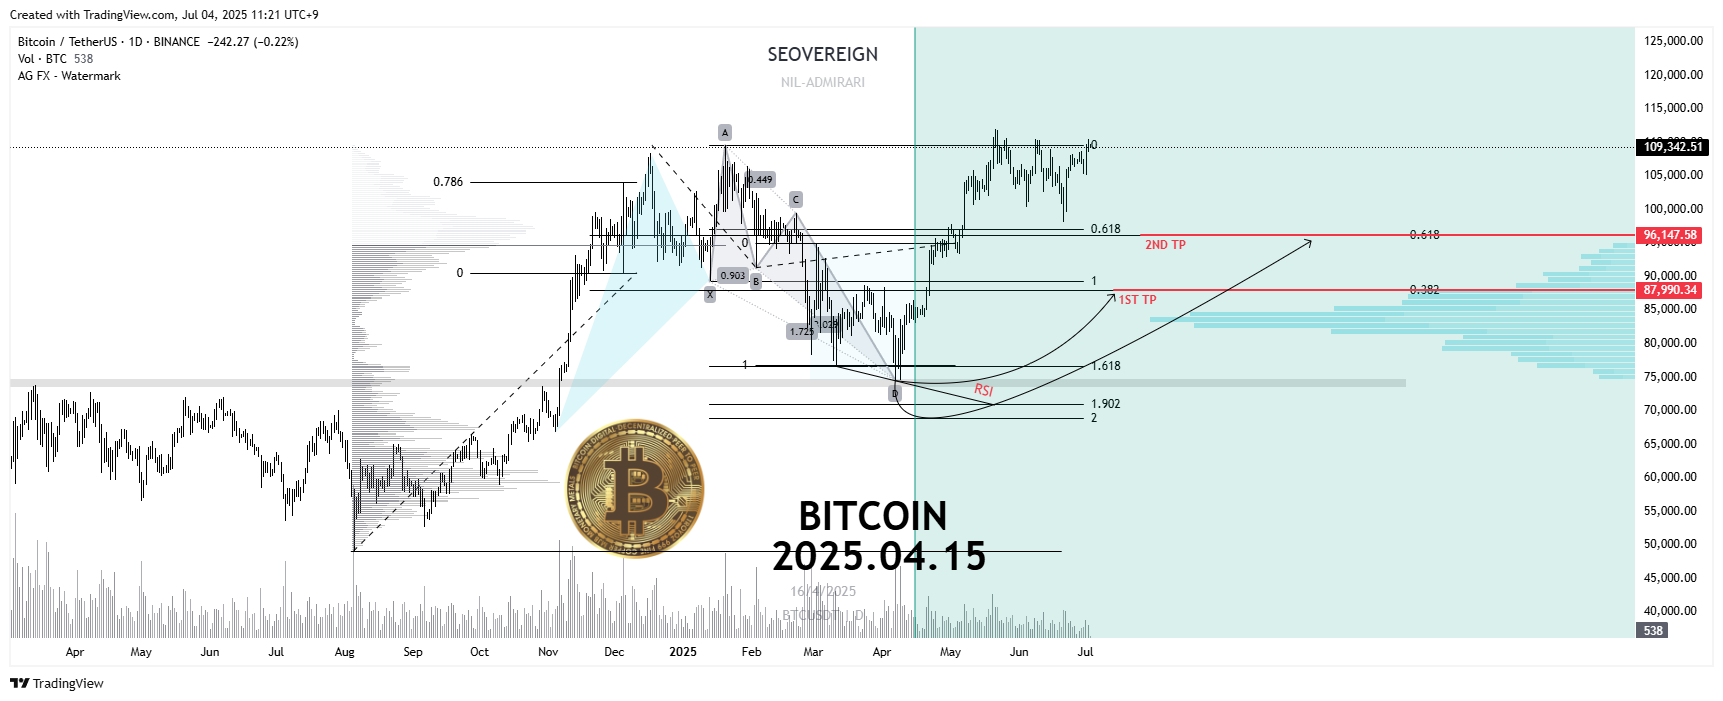 Created with TradingView.com, Jul 04, 2025 11:21 UTC+9
Bitcoin / TetherUS · 1D · BINANCE −242.27 (−0.22%)
Vol · BTC 538
AG FX - Watermark
SEOVEREIGN
NIL-ADMIRARI
125,000.00
120,000.00
115,000.00
109,342.51
105,000.00
100,000.00
96,147.58
90,000.00
87,990.34
85,000.00
80,000.00
75,000.00
70,000.00
65,000.00
60,000.00
55,000.00
50,000.00
45,000.00
40,000.00
538
A
0
0.786
0.449
C
0.618
0.618
2ND TP
0
0
0.903
B
1
X
0.382
1ST TP
1.725
1
1.618
RSI
D
1.902
2
BITCOIN DIGITAL DECENTRALIZED PEER TO PEER
BITCOIN
2025.04.15
16/4/2025
BTCUSDT 1D
Apr May Jun Jul Aug Sep Oct Nov Dec 2025 Feb Mar Apr May Jun Jul
TradingView